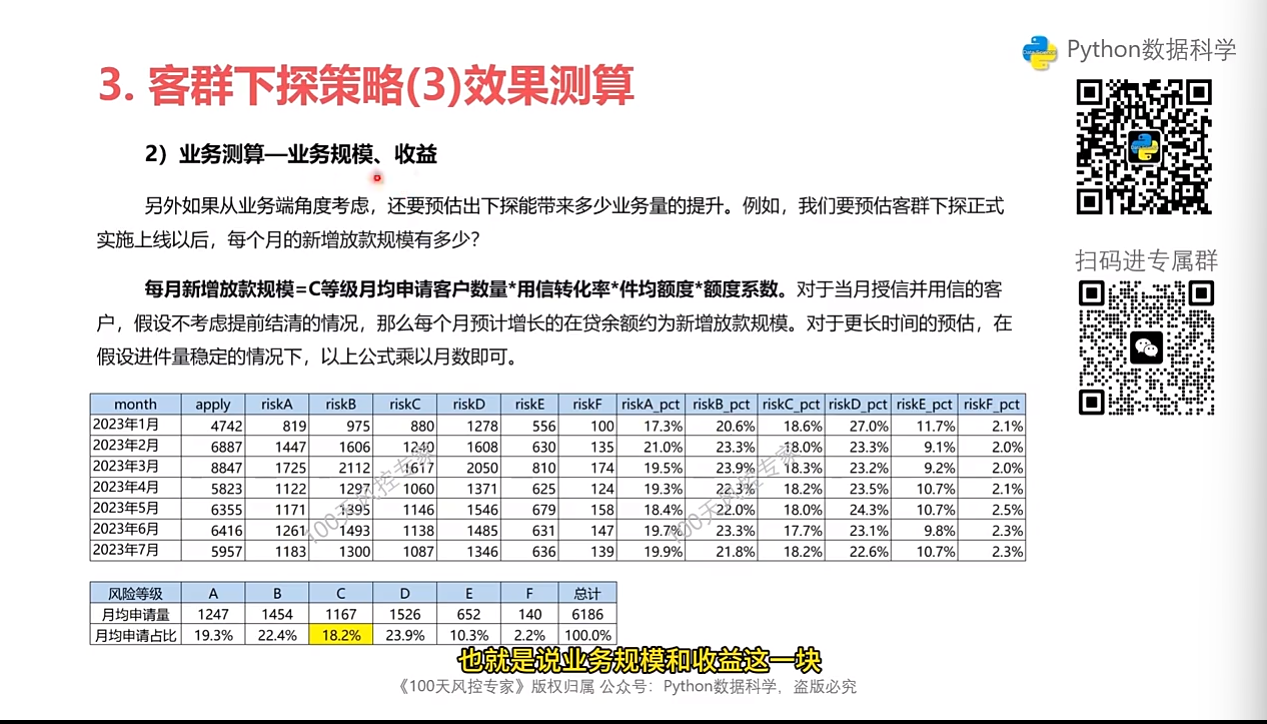 Python数据科学
3. 客群下探策略(3)效果测算
2）业务测算—业务规模、收益
另外如果从业务端角度考虑，还要预估出下探能带来多少业务量的提升。例如，我们要预估客群下探正式
实施上线以后，每个月的新增放款规模有多少？
扫码进专属群
每月新增放款规模=C等级月均申请客户数量*用信转化率*件均额度*额度系数。对于当月授信并用信的客
户，假设不考虑提前结清的情况，那么每个月预计增长的在贷余额约为新增放款规模。对于更长时间的预估，在
假设进件量稳定的情况下，以上公式乘以月数即可。
month apply riskA riskB riskC riskD riskE riskF riskA_pct riskB_pct riskC_pct riskD_pct riskE_pct riskF_pct
2023年1月 4742 819 975 880 1278 556 100 17.3% 20.6% 18.6% 27.0% 11.7% 2.1%
2023年2月 6887 1447 1606 1240 1608 630 135 21.0% 23.3% 18.0% 23.3% 9.1% 2.0%
2023年3月 8847 1725 2112 1617 2050 810 174 19.5% 23.9% 18.3% 23.2% 9.2% 2.0%
2023年4月 5823 1122 1297 1060 1371 625 124 19.3% 22.3% 18.2% 23.5% 10.7% 2.1%
2023年5月 6355 1171 1395 1146 1546 679 158 18.4% 22.0% 18.0% 24.3% 10.7% 2.5%
2023年6月 6416 1261 1493 1138 1485 631 147 19.7% 23.3% 17.7% 23.1% 9.8% 2.3%
2023年7月 5957 1183 1300 1087 1346 636 139 19.9% 21.8% 18.2% 22.6% 10.7% 2.3%
100天风控专家
100天风控专家
风险等级 A B C D E F 总计
月均申请量 1247 1454 1167 1526 652 140 6186
月均申请占比 19.3% 22.4% 18.2% 23.9% 10.3% 2.2% 100.0%
也就是说业务规模和收益这一块
《100天风控专家》版权归属 公众号：Python数据科学，盗版必究